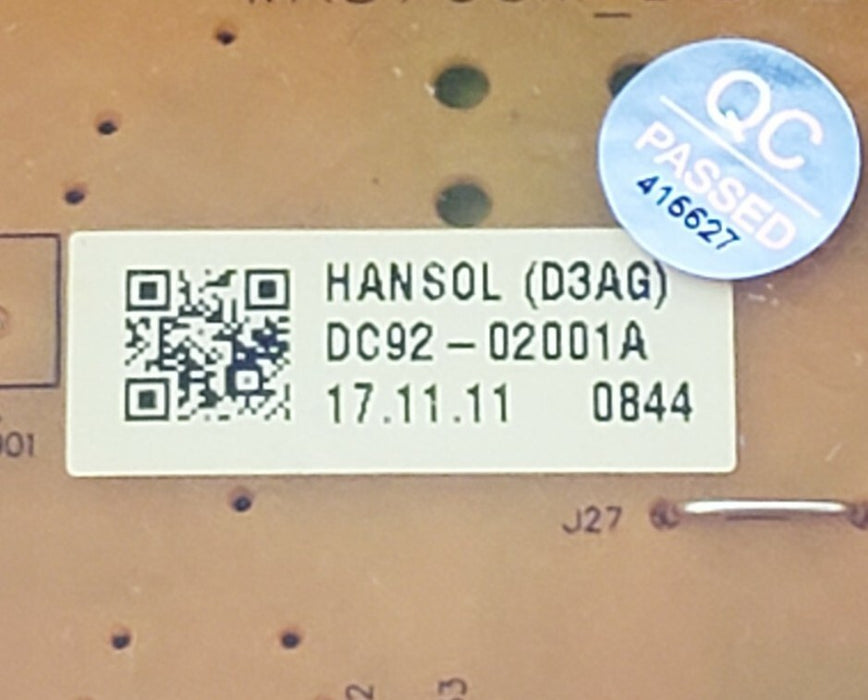 QC
PASSED
416627
HANSOL (D3AG)
DC92-02001A
17.11.11 0844
J27